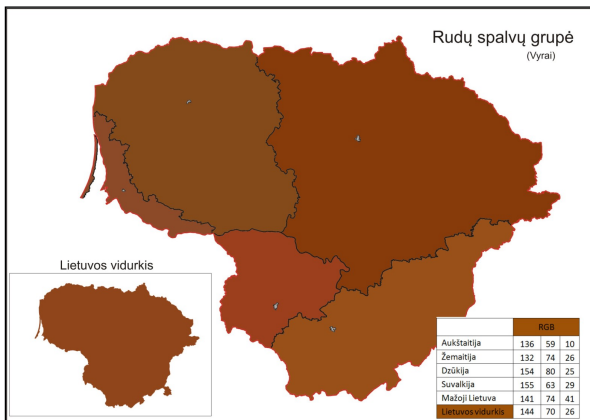 Rudų spalvų grupė
(Vyrai)
Lietuvos vidurkis
RGB
Aukštaitija 136 59 10
Žemaitija 132 74 26
Dzūkija 154 80 25
Suvalkija 155 63 29
Mažoji Lietuva 141 74 41
Lietuvos vidurkis 144 70 26